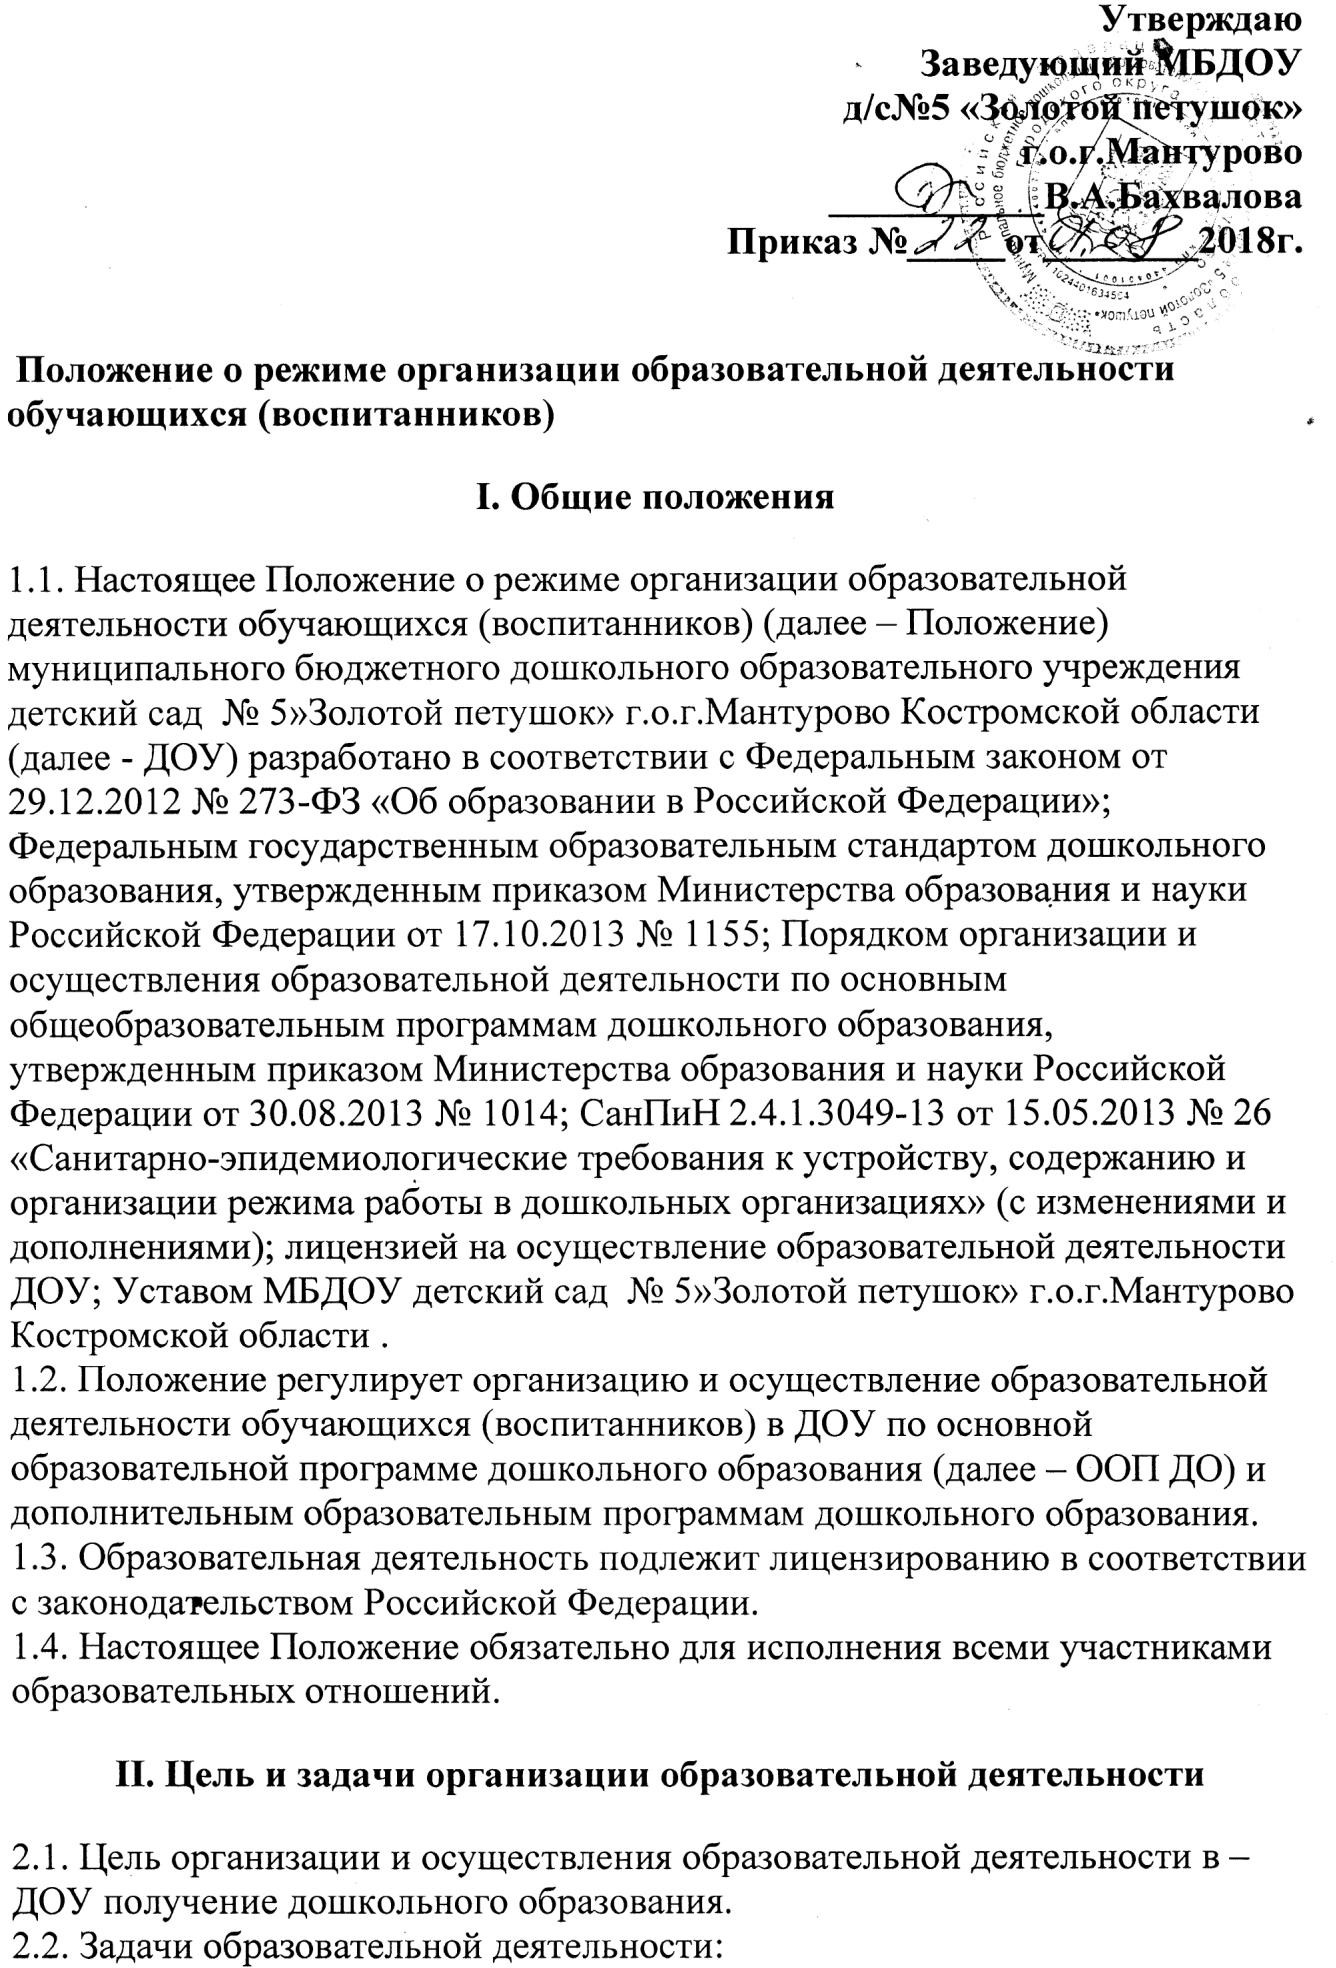 Утверждаю
Заведующий МБДОУ
д/с№5 «Золотой петушок»
г.о.г.Мантурово
В.А.Бахвалова
Приказ № 22 от 2018г.
Положение о режиме организации образовательной деятельности
обучающихся (воспитанников)
I. Общие положения
1.1. Настоящее Положение о режиме организации образовательной
деятельности обучающихся (воспитанников) (далее – Положение)
муниципального бюджетного дошкольного образовательного учреждения
детский сад № 5»Золотой петушок» г.о.г.Мантурово Костромской области
(далее - ДОУ) разработано в соответствии с Федеральным законом от
29.12.2012 № 273-ФЗ «Об образовании в Российской Федерации»;
Федеральным государственным образовательным стандартом дошкольного
образования, утвержденным приказом Министерства образования и науки
Российской Федерации от 17.10.2013 № 1155; Порядком организации и
осуществления образовательной деятельности по основным
общеобразовательным программам дошкольного образования,
утвержденным приказом Министерства образования и науки Российской
Федерации от 30.08.2013 № 1014; СанПиН 2.4.1.3049-13 от 15.05.2013 № 26
«Санитарно-эпидемиологические требования к устройству, содержанию и
организации режима работы в дошкольных организациях» (с изменениями и
дополнениями); лицензией на осуществление образовательной деятельности
ДОУ; Уставом МБДОУ детский сад № 5»Золотой петушок» г.о.г.Мантурово
Костромской области .
1.2. Положение регулирует организацию и осуществление образовательной
деятельности обучающихся (воспитанников) в ДОУ по основной
образовательной программе дошкольного образования (далее – ООП ДО) и
дополнительным образовательным программам дошкольного образования.
1.3. Образовательная деятельность подлежит лицензированию в соответствии
с законодательством Российской Федерации.
1.4. Настоящее Положение обязательно для исполнения всеми участниками
образовательных отношений.
II. Цель и задачи организации образовательной деятельности
2.1. Цель организации и осуществления образовательной деятельности в –
ДОУ получение дошкольного образования.
2.2. Задачи образовательной деятельности: